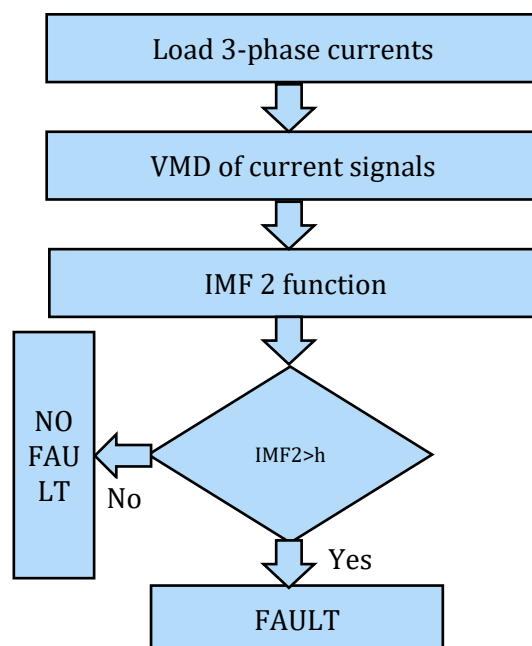 Load 3-phase currents
VMD of current signals
IMF 2 function
IMF2>h
NO
FAU
LT
No
Yes
FAULT